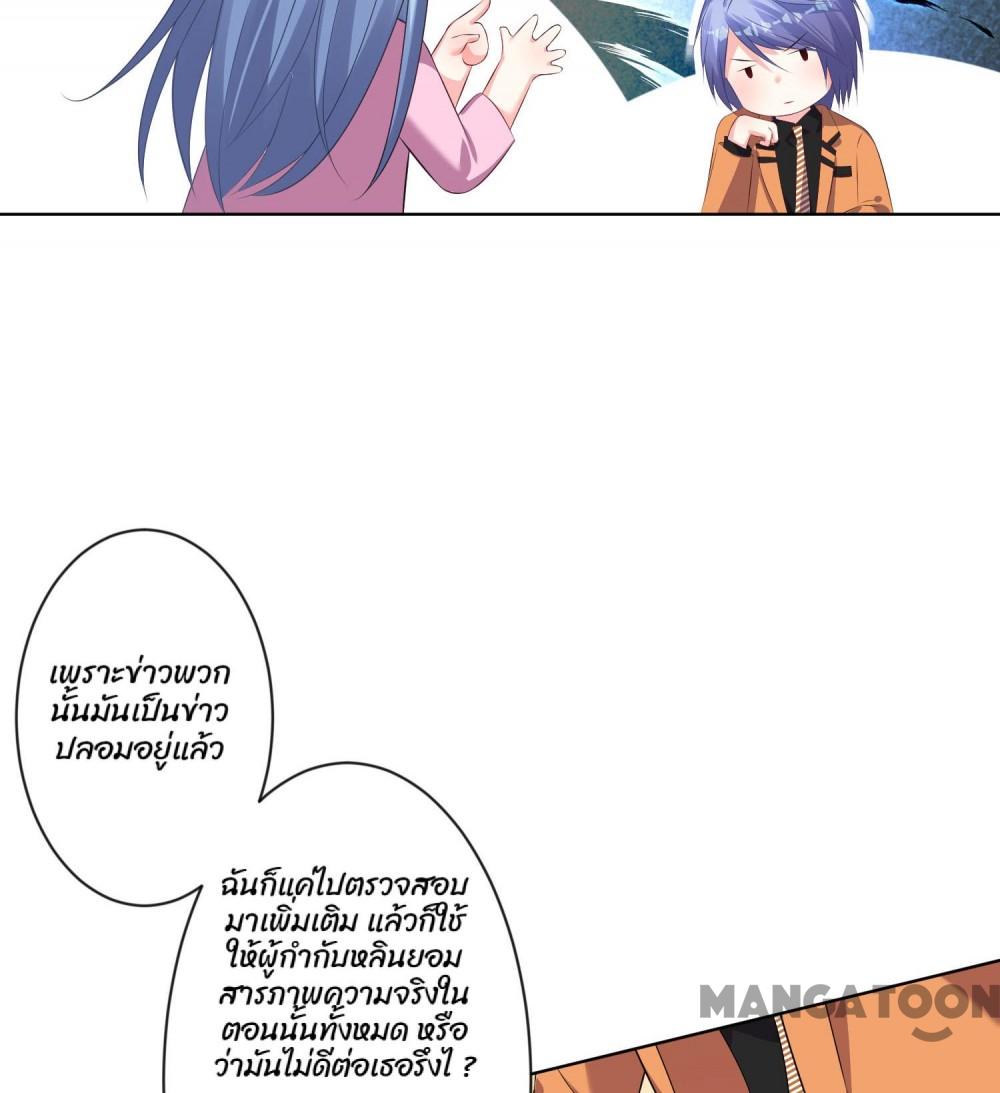 เพราะข่าวพวก
นั้นมันเป็นข่าว
ปลอมอยู่แล้ว
ฉันก็แค่ไปตรวจสอบ
มาเพิ่มเติม แล้วก็ใช้
ให้ผู้กำกับหลินยอม
สารภาพความจริงใน
ตอนนั้นทั้งหมด หรือ
ว่ามันไม่ดีต่อเธอรึงไ ?
MANGATOON